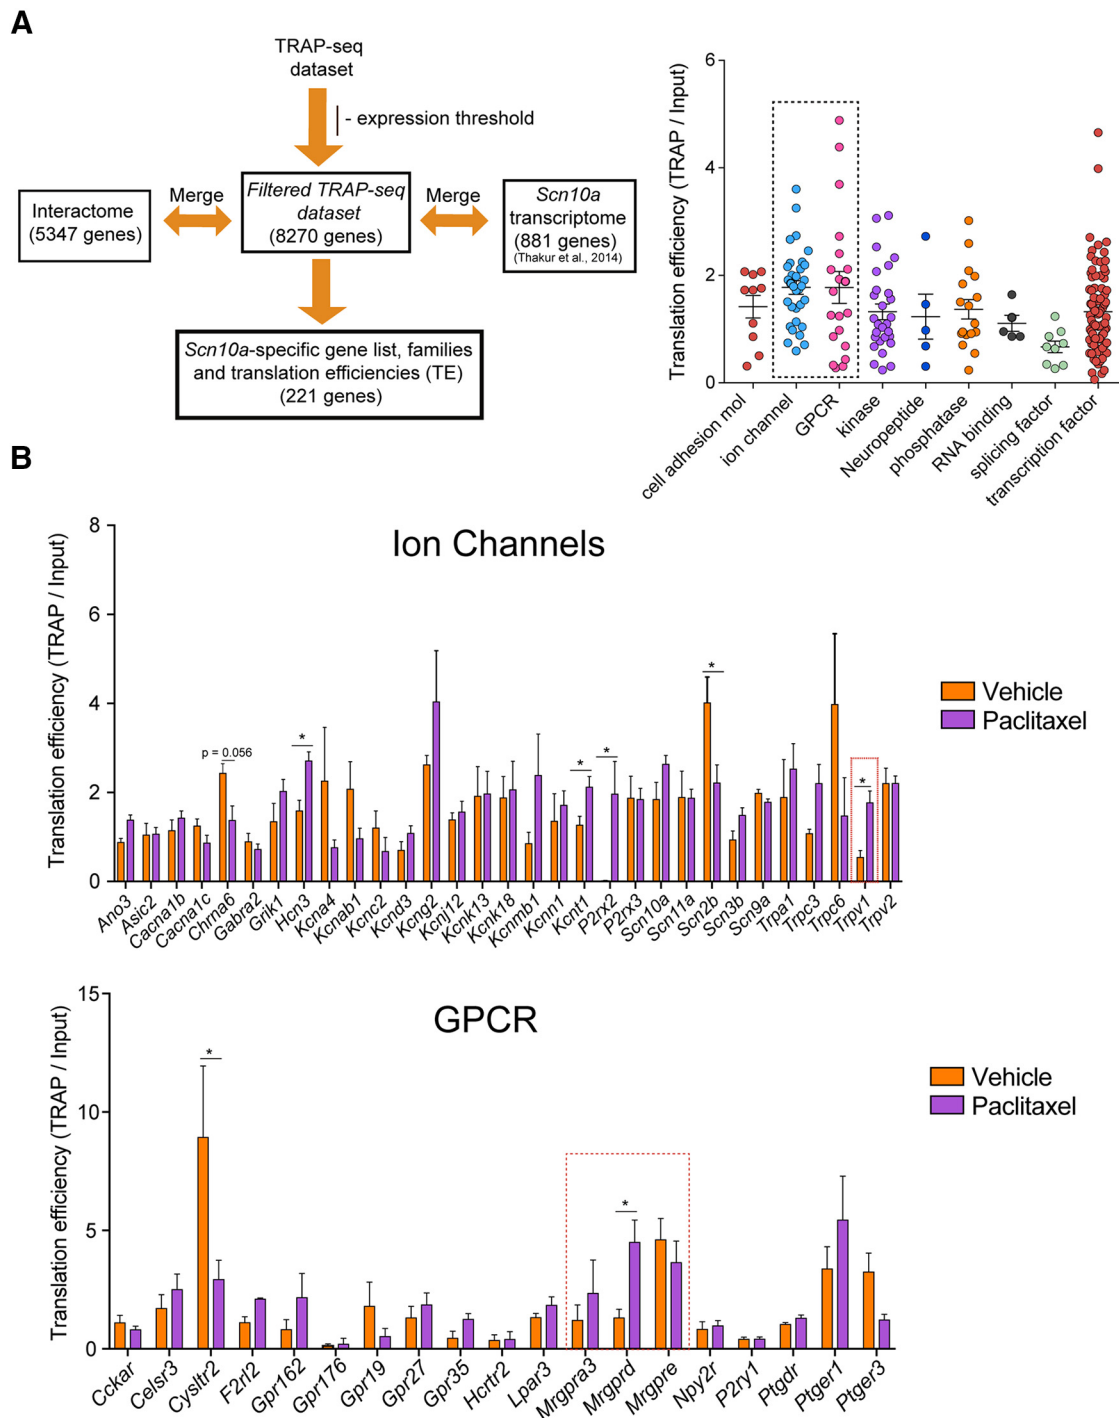 A
TRAP-seq
dataset
- expression threshold
Interactome
(5347 genes)
Merge
Filtered TRAP-seq
dataset
(8270 genes)
Merge
Scn10a
transcriptome
(881 genes)
(Thakur et al., 2014)
Scn10a-specific gene list, families
and translation efficiencies (TE)
(221 genes)
Translation efficiency (TRAP / Input)
6
4
2
0
cell adhesion mol
ion channel
GPCR
kinase
Neuropeptide
phosphatase
RNA binding
splicing factor
transcription factor
B
Ion Channels
Translation efficiency (TRAP / Input)
8
6
4
2
0
p = 0.056
*
*
*
*
*
Vehicle
Paclitaxel
Ano3
Asic2
Cacna1b
Cacna1c
Chrna6
Gabra2
Grik1
Hcn3
Kcna4
Kcnab1
Kcnc2
Kcnd3
Kcng2
Kcnj12
Kcnk13
Kcnk18
Kcnmb1
Kcnn1
Kcnt1
P2rx2
P2rx3
Scn10a
Scn11a
Scn2b
Scn3b
Scn9a
Trpa1
Trpc3
Trpc6
Trpv1
Trpv2
GPCR
Translation efficiency (TRAP / Input)
15
10
5
0
*
*
Vehicle
Paclitaxel
Cckar
Celsr3
Cysltr2
F2rl2
Gpr162
Gpr176
Gpr19
Gpr27
Gpr35
Hcrtr2
Lpar3
Mrgpra3
Mrgprd
Mrgpre
Npy2r
P2ry1
Ptgdr
Ptger1
Ptger3